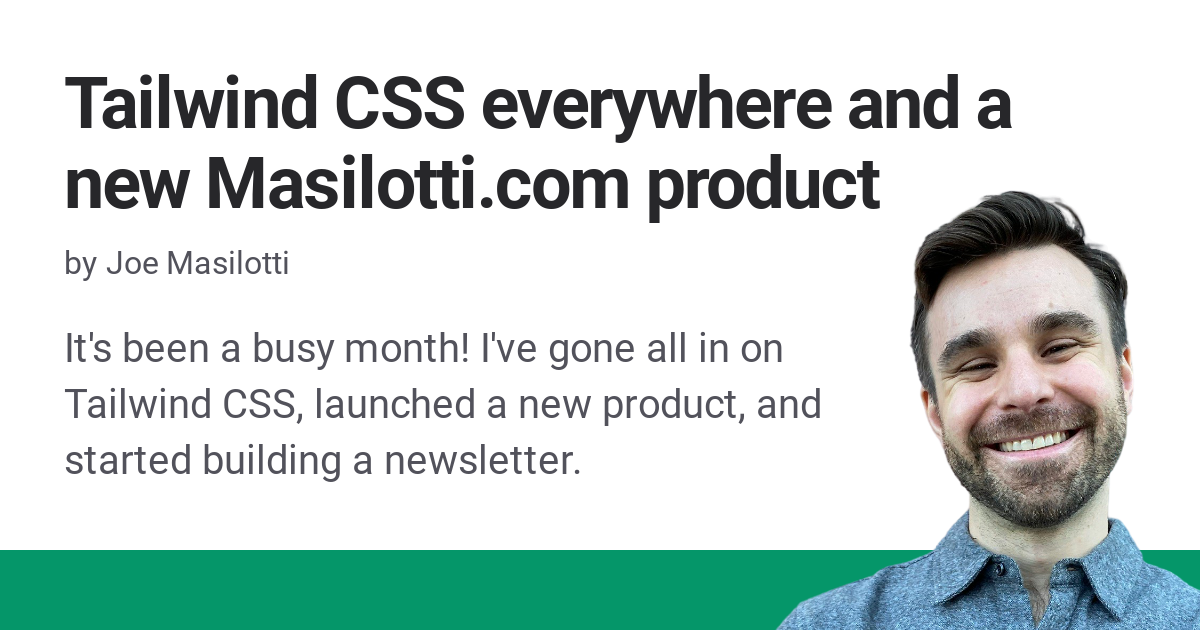 Tailwind CSS everywhere and a
new Masilotti.com product
by Joe Masilotti
It's been a busy month! I've gone all in on
Tailwind CSS, launched a new product, and
started building a newsletter.